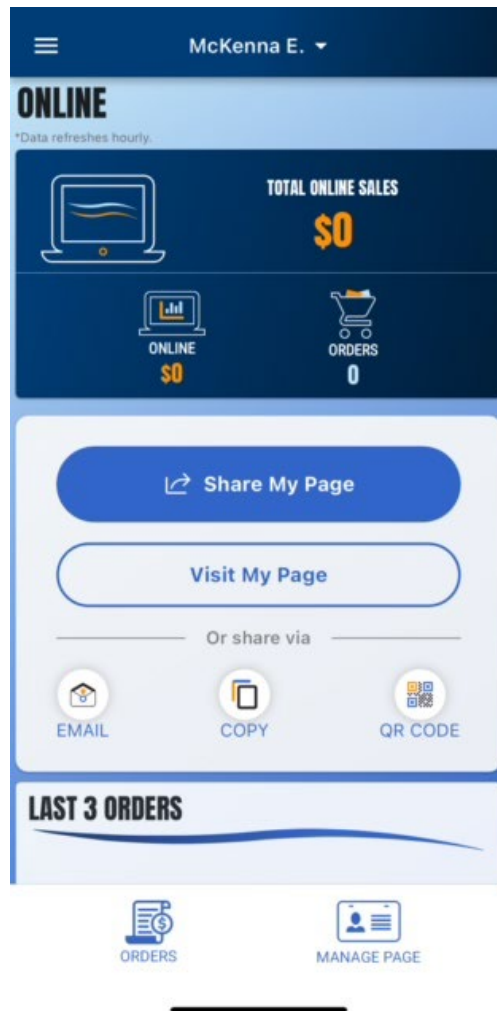 McKenna E.
ONLINE
*Data refreshes hourly.
TOTAL ONLINE SALES
$0
ONLINE
$0
ORDERS
0
Share My Page
Visit My Page
Or share via
EMAIL
COPY
QR CODE
LAST 3 ORDERS
ORDERS
MANAGE PAGE